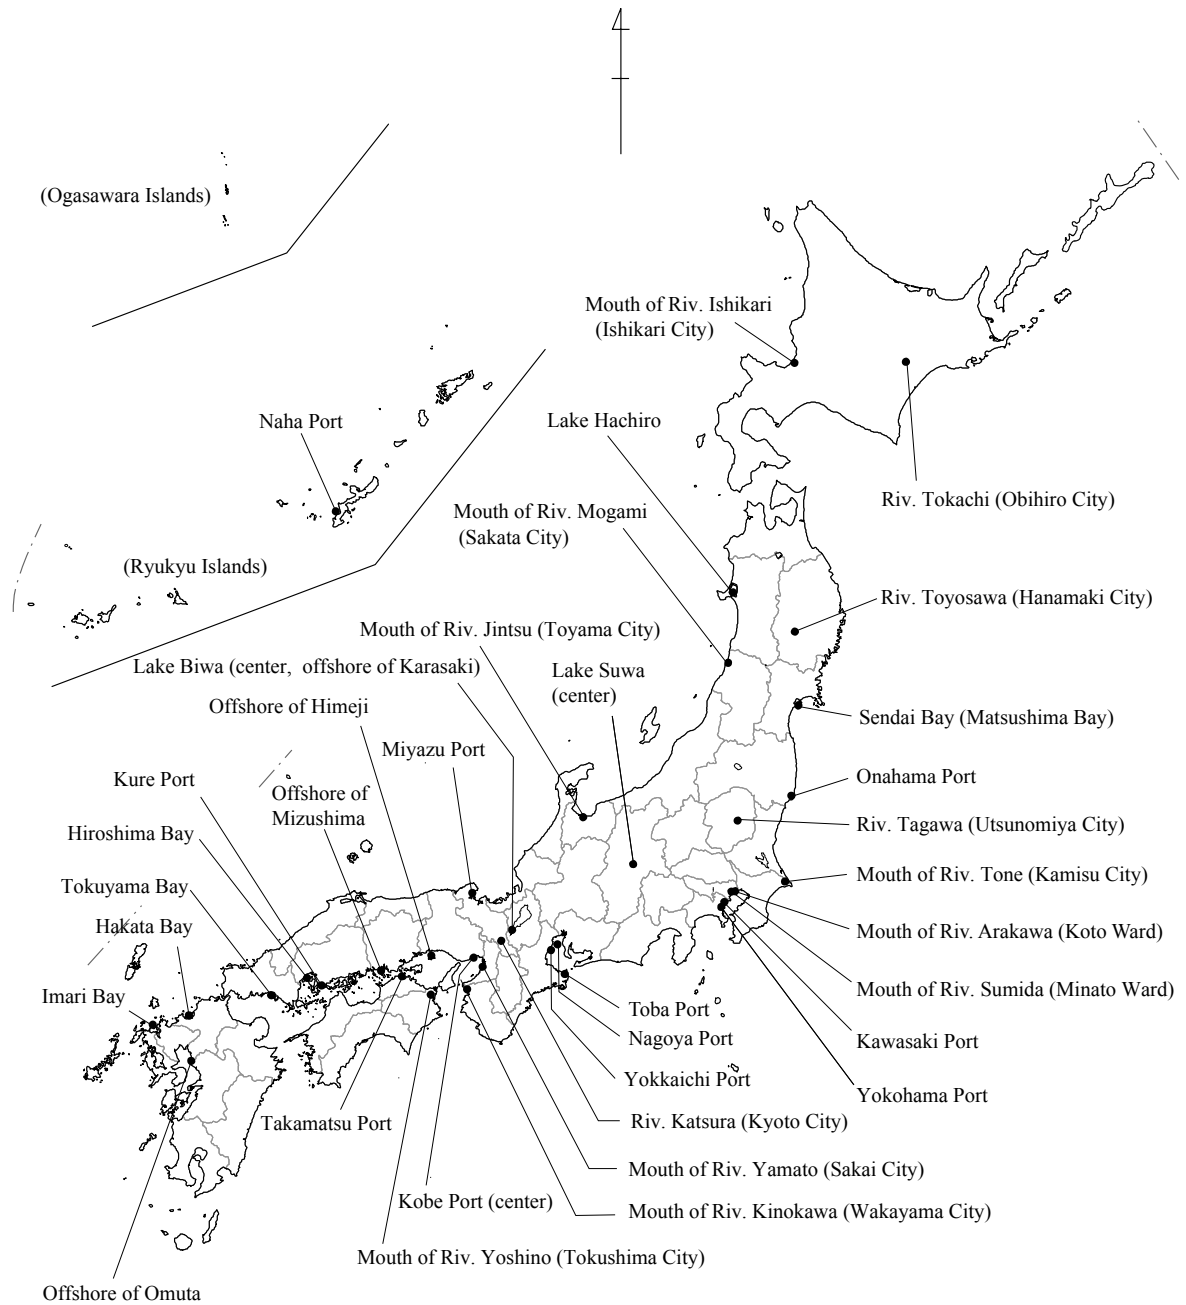 (Ogasawara Islands)
Mouth of Riv. Ishikari
(Ishikari City)
Naha Port
Lake Hachiro
Riv. Tokachi (Obihiro City)
Mouth of Riv. Mogami
(Sakata City)
(Ryukyu Islands)
Riv. Toyosawa (Hanamaki City)
Mouth of Riv. Jintsu (Toyama City)
Lake Biwa (center, offshore of Karasaki)
Lake Suwa
(center)
Offshore of Himeji
Sendai Bay (Matsushima Bay)
Miyazu Port
Kure Port
Onahama Port
Offshore of
Mizushima
Hiroshima Bay
Riv. Tagawa (Utsunomiya City)
Tokuyama Bay
Mouth of Riv. Tone (Kamisu City)
Hakata Bay
Mouth of Riv. Arakawa (Koto Ward)
Imari Bay
Mouth of Riv. Sumida (Minato Ward)
Toba Port
Nagoya Port
Kawasaki Port
Yokkaichi Port
Yokohama Port
Takamatsu Port
Riv. Katsura (Kyoto City)
Mouth of Riv. Yamato (Sakai City)
Kobe Port (center)
Mouth of Riv. Kinokawa (Wakayama City)
Mouth of Riv. Yoshino (Tokushima City)
Offshore of Omuta